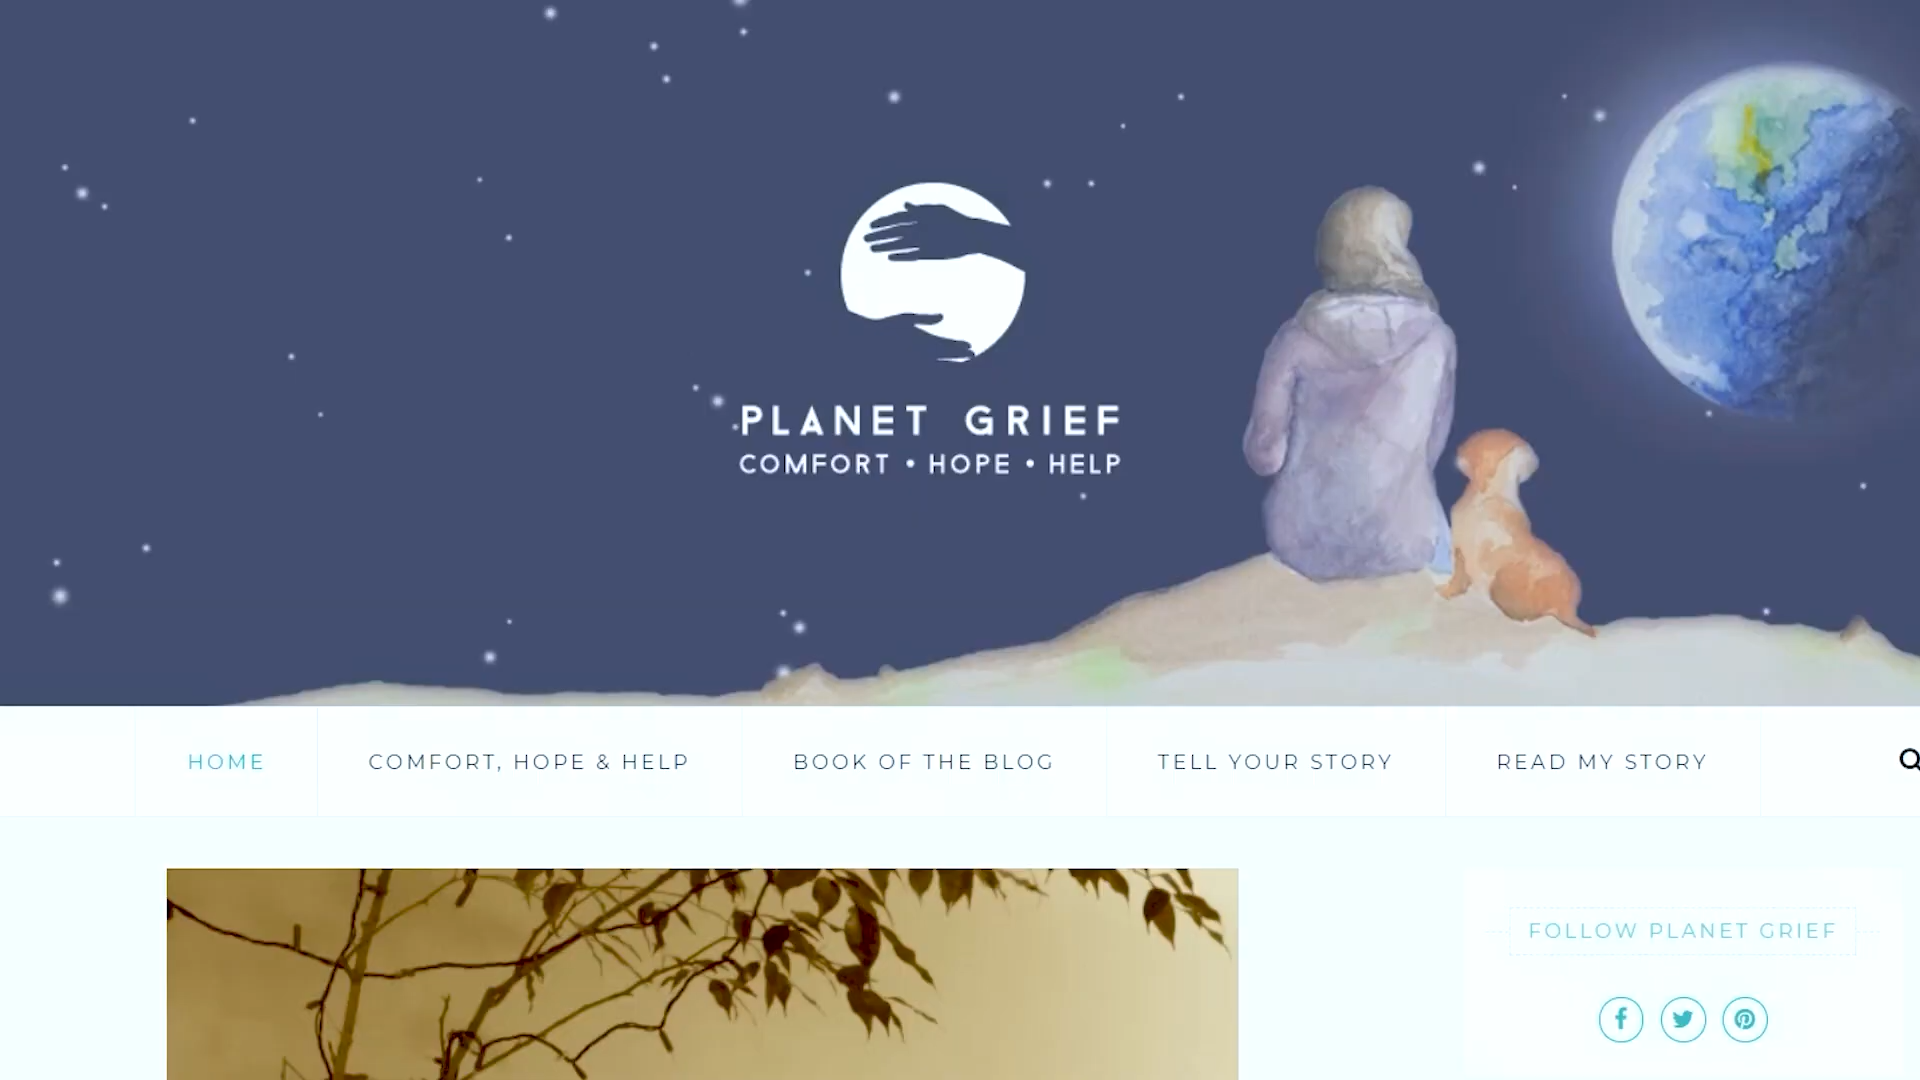 PLANET GRIEF
COMFORT • HOPE • HELP
HOME
COMFORT, HOPE & HELP
BOOK OF THE BLOG
TELL YOUR STORY
READ MY STORY
FOLLOW PLANET GRIEF